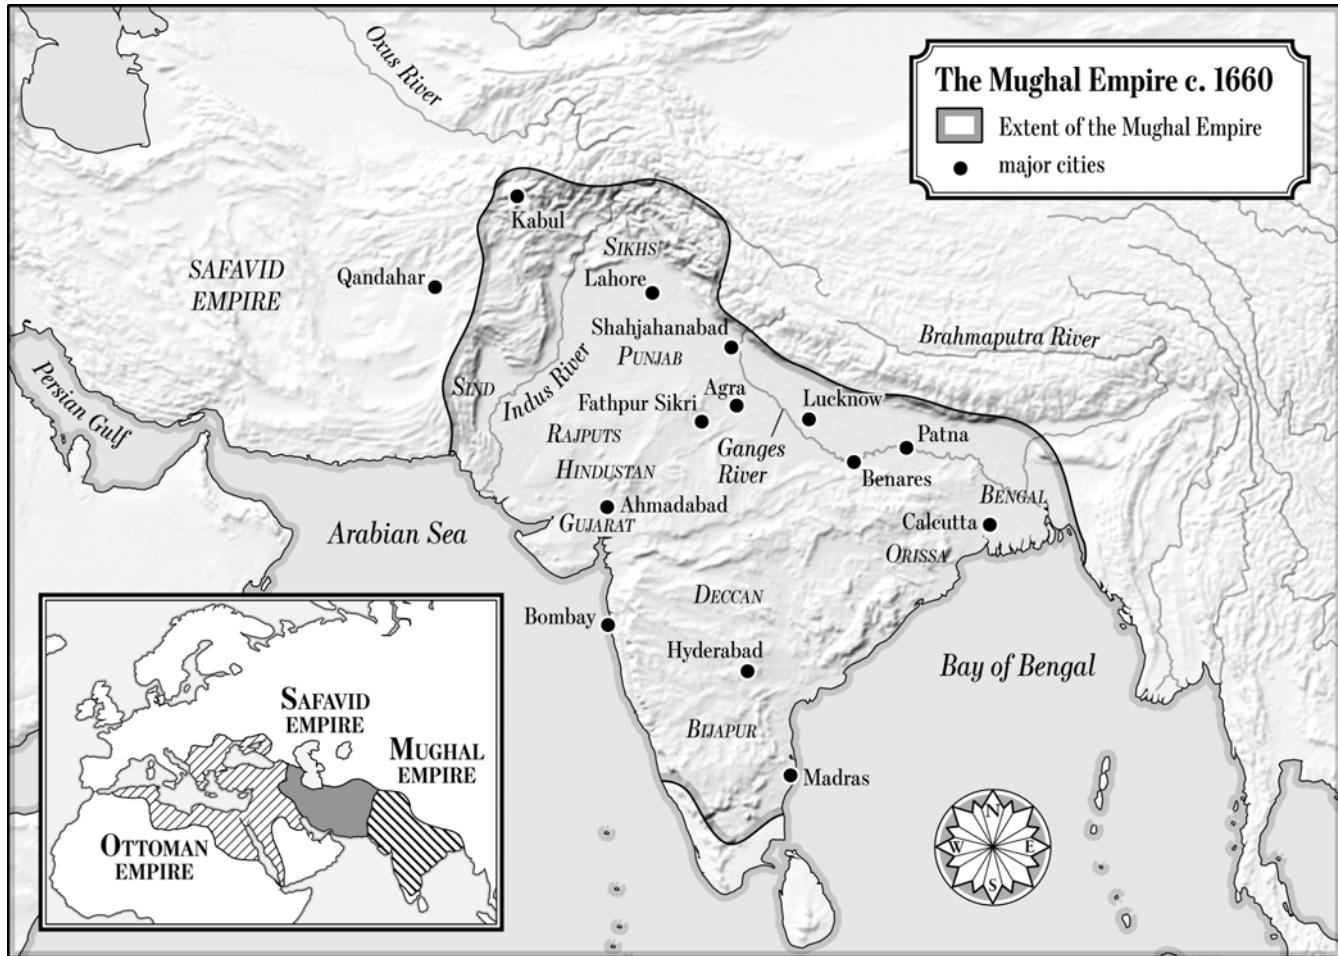 Oxus River
The Mughal Empire c. 1660
Extent of the Mughal Empire
major cities
Kabul
SIKHS
SAFAVID
EMPIRE
Qandahar
Lahore
Shahjahanabad
PUNJAB
Brahmaputra River
Persian Gulf
SIND
Indus River
Agra
Fathpur Sikri
Lucknow
RAJPUTS
Ganges
River
Patna
HINDUSTAN
Benares
Ahmadabad
BENGAL
GUJARAT
Calcutta
Arabian Sea
ORISSA
DECCAN
Bombay
Hyderabad
Bay of Bengal
BIJAPUR
Madras
SAFAVID
EMPIRE
MUGHAL
EMPIRE
OTTOMAN
EMPIRE
N
W
E
S